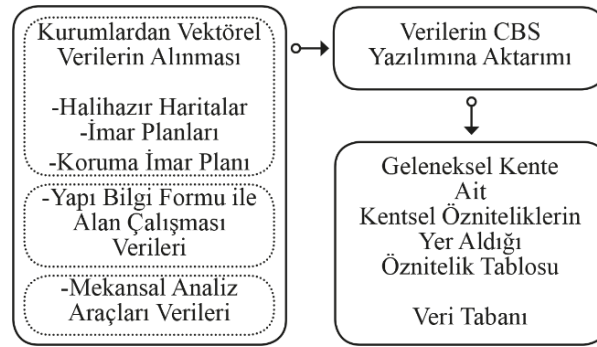 Kurumlardan Vektörel
Verilerin Alınması
-Halihazır Haritalar
-İmar Planları
-Koruma İmar Planı
-Yapı Bilgi Formu ile
Alan Çalışması
Verileri
-Mekansal Analiz
Araçları Verileri
Verilerin CBS
Yazılımına Aktarımı
Geleneksel Kente
Ait
Kentsel Özniteliklerin
Yer Aldığı
Öznitelik Tablosu
Veri Tabanı